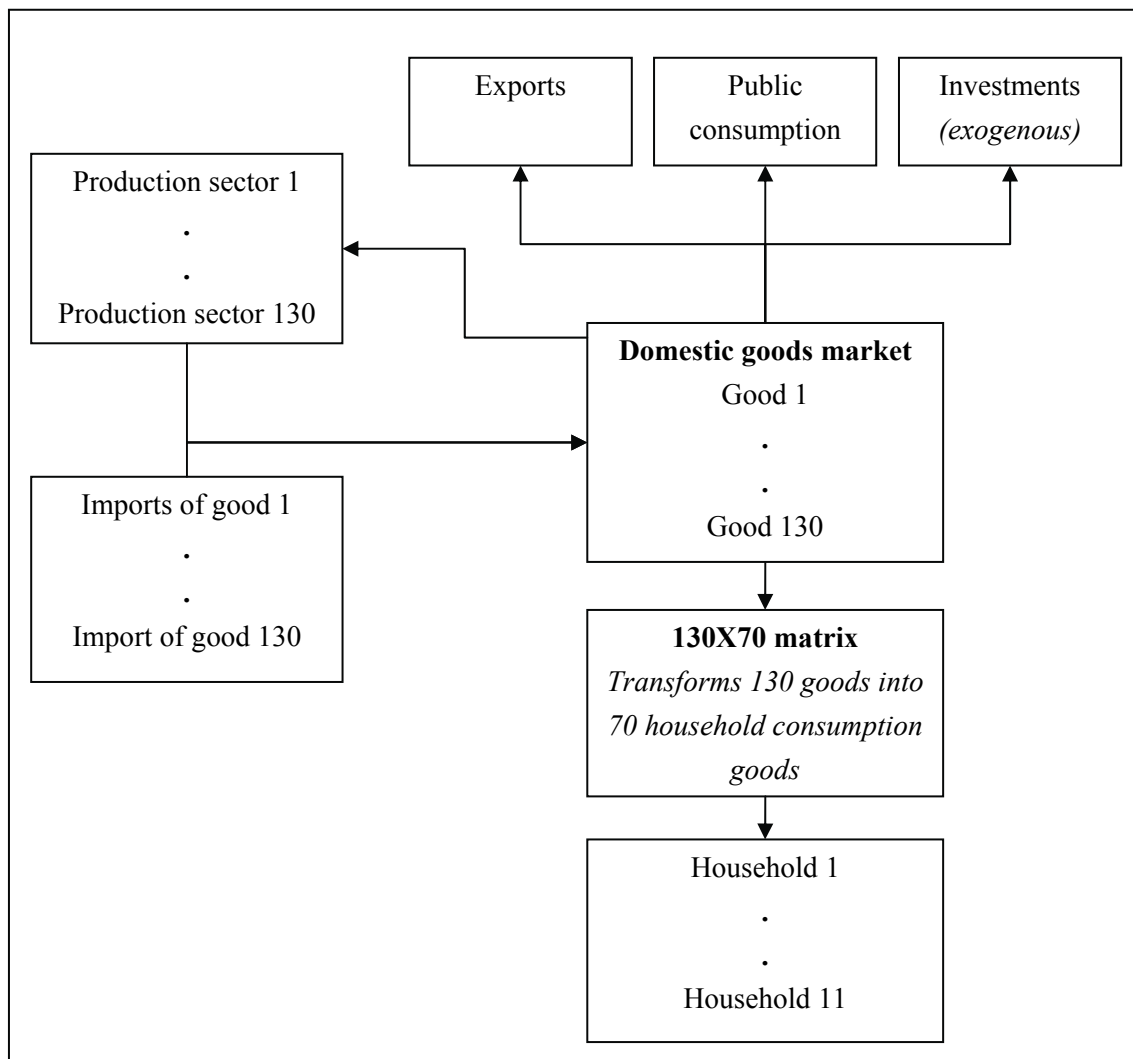 Exports
Public
consumption
Investments
(exogenous)
Production sector 1
.
.
Production sector 130
Domestic goods market
Good 1
.
.
Good 130
Imports of good 1
.
.
Import of good 130
130X70 matrix
Transforms 130 goods into
70 household consumption
goods
Household 1
.
.
Household 11